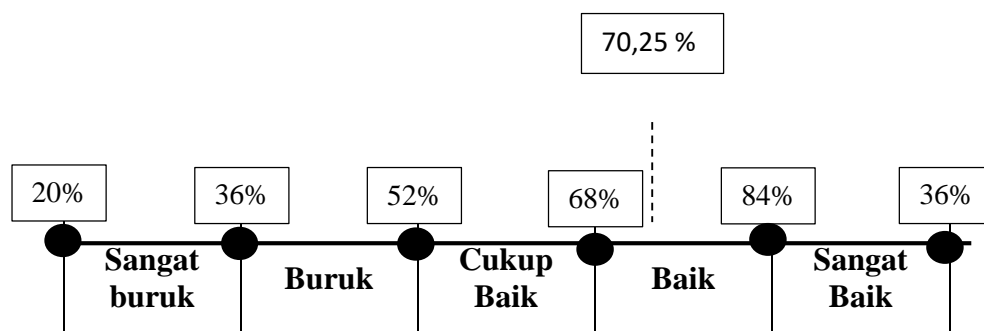 70,25 %
20%
36%
52%
68%
84%
36%
Sangat
buruk
Buruk
Cukup
Baik
Baik
Sangat
Baik